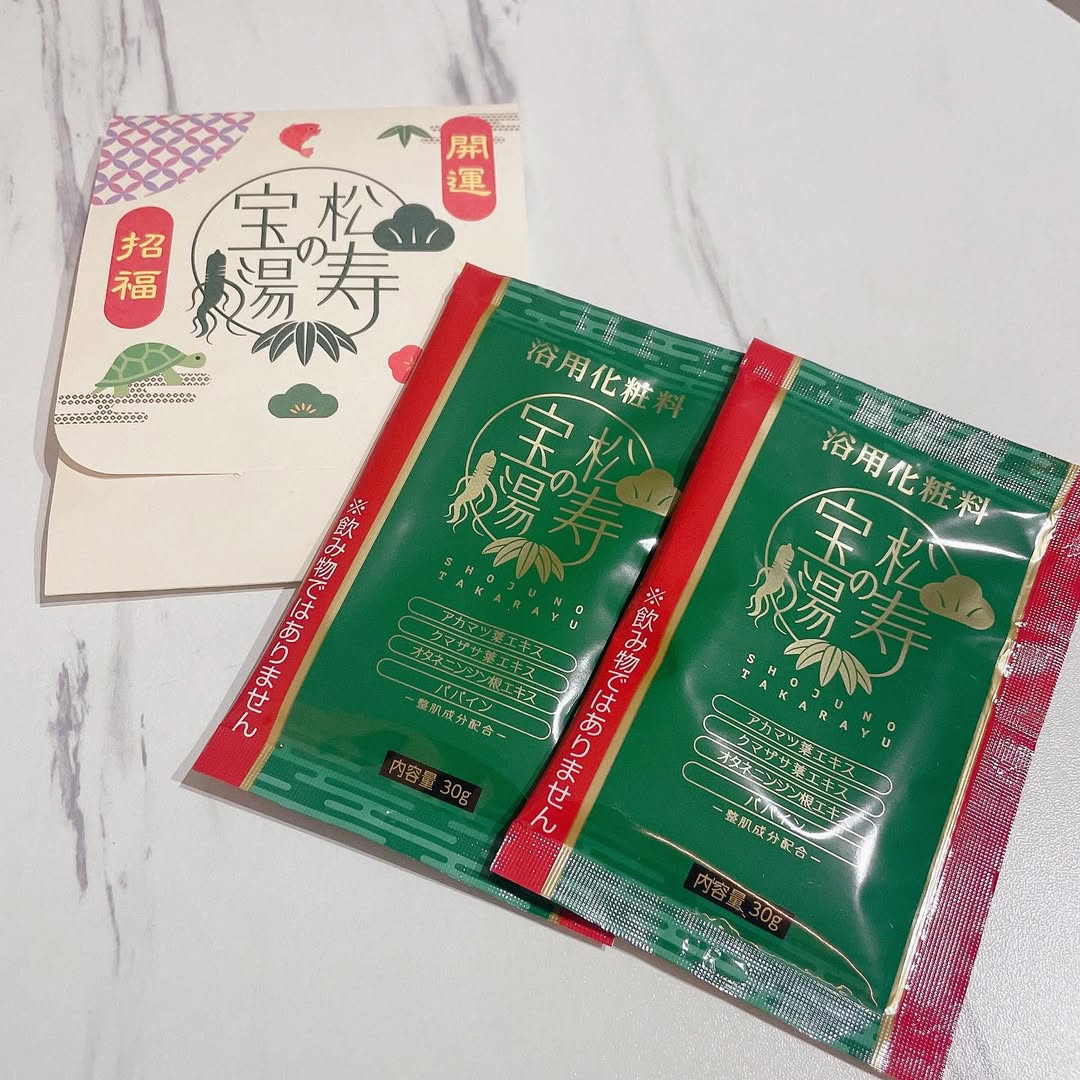 開運
招福
松寿の宝湯
浴用化粧料
松寿の宝湯
SHOJUNO
TAKARAYU
アカマツ葉エキス
クマザサ葉エキス
オタネニンジン根エキス
パパイン
ー整肌成分配合ー
内容量 30g
※飲み物ではありません
浴用化粧料
松寿の宝湯
SHOJUNO
TAKARAYU
アカマツ葉エキス
クマザサ葉エキス
オタネニンジン根エキ
パパイン
ー整肌成分配合ー
内容量 30g
※飲み物ではありません